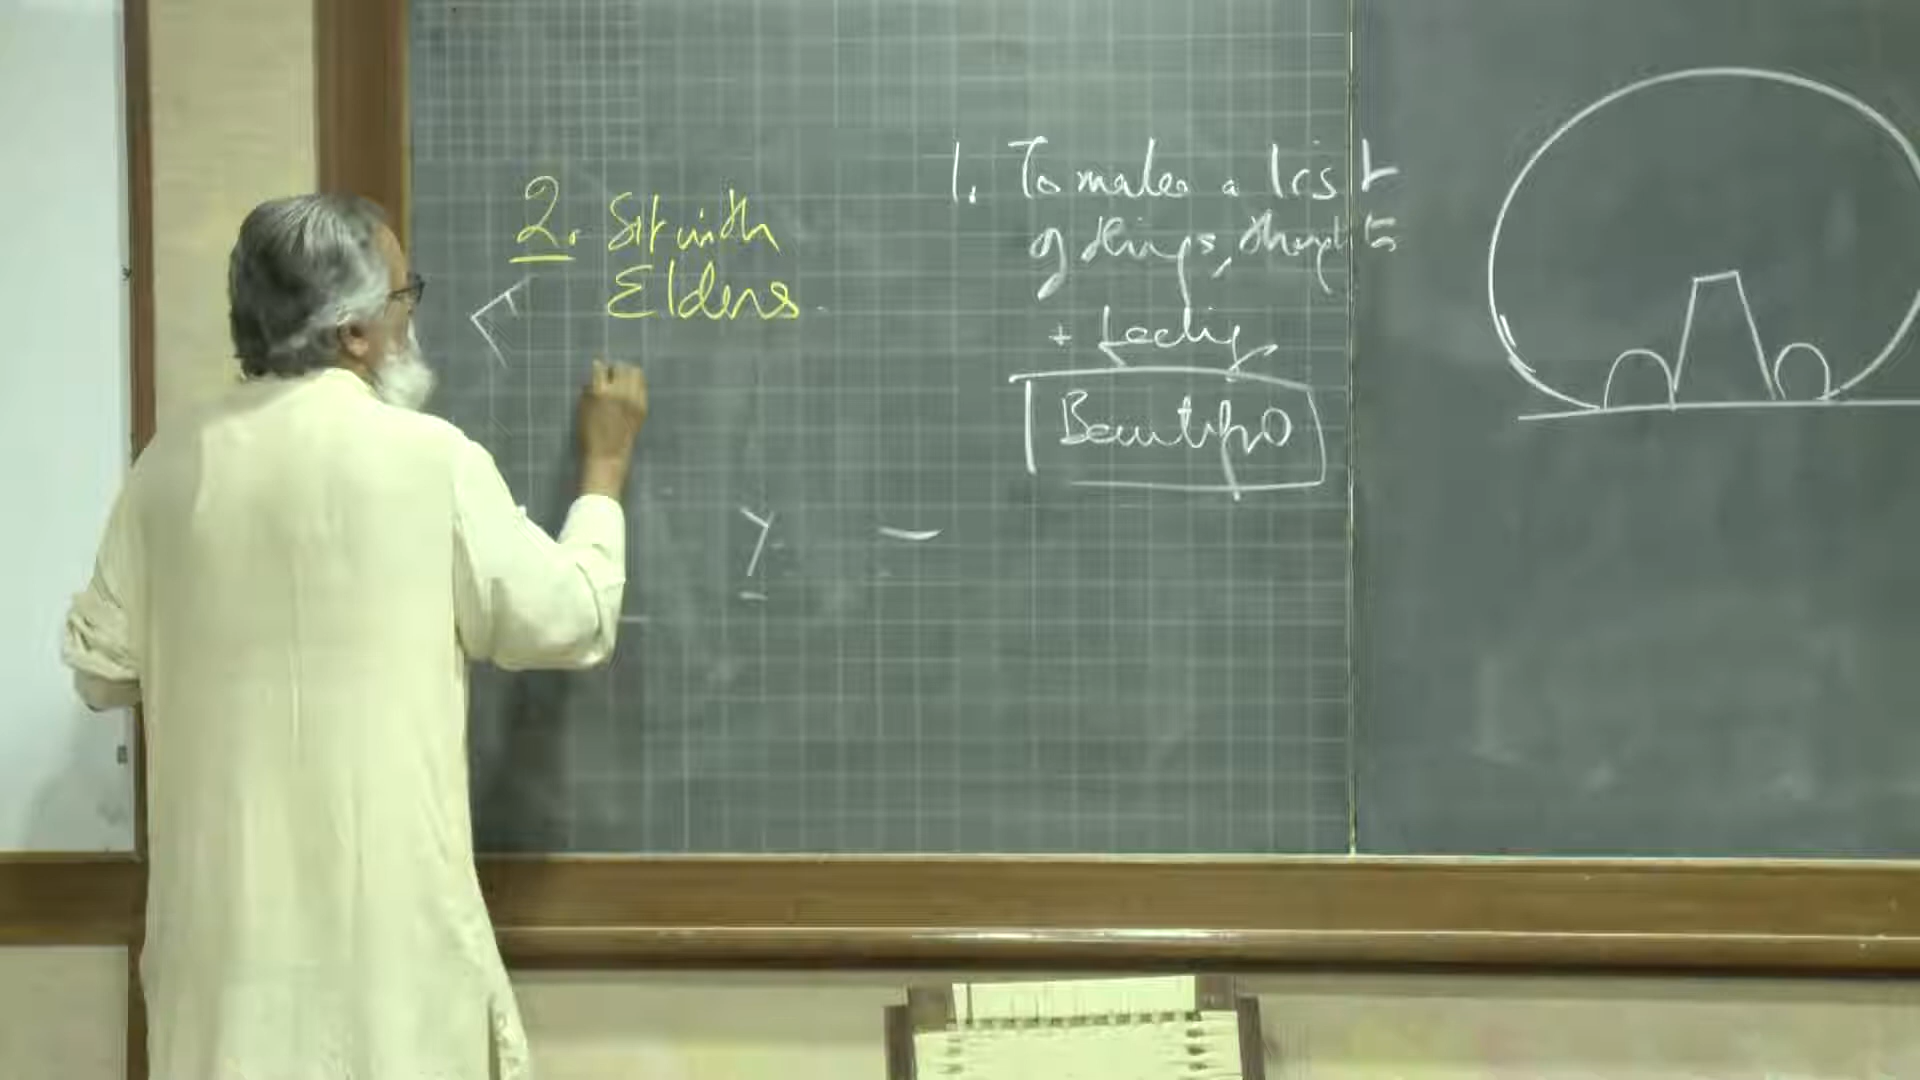 2. Sit with
Elders
1. To make a list
of things, thoughts
+ feelings
Beautiful
Y -